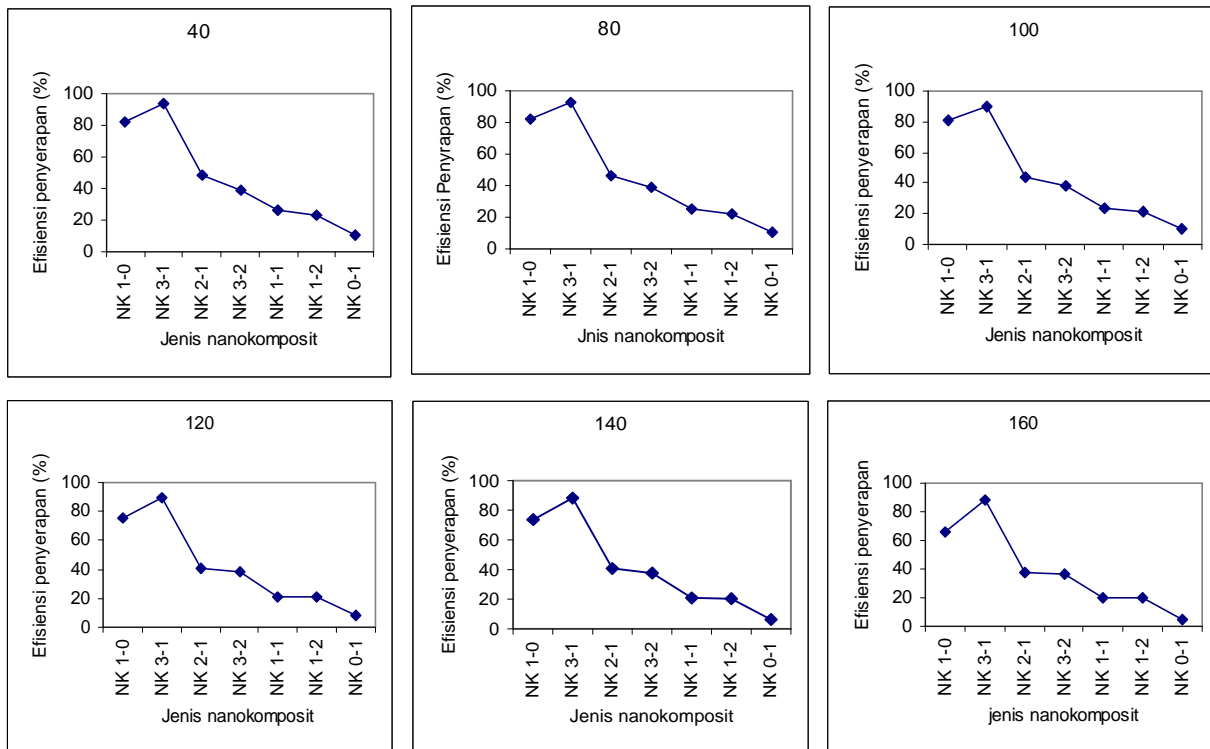 40
Efisiensi penyerapan (%)
100
80
60
40
20
0
NK 1-0
NK 3-1
NK 2-1
NK 3-2
NK 1-1
NK 1-2
NK 0-1
Jenis nanokomposit
80
Efisiensi Penyrapan (%)
100
80
60
40
20
0
NK 1-0
NK 3-1
NK 2-1
NK 3-2
NK 1-1
NK 1-2
NK 0-1
Jnis nanokomposit
100
Efisiensi penyerapan (%)
100
80
60
40
20
0
NK 1-0
NK 3-1
NK 2-1
NK 3-2
NK 1-1
NK 1-2
NK 0-1
Jenis nanokomposit
120
Efisiensi penyerapan (%)
100
80
60
40
20
0
NK 1-0
NK 3-1
NK 2-1
NK 3-2
NK 1-1
NK 1-2
NK 0-1
Jenis nanokomposit
140
Efisiensi penyerapan (%)
100
80
60
40
20
0
NK 1-0
NK 3-1
NK 2-1
NK 3-2
NK 1-1
NK 1-2
NK 0-1
Jenis nanokomposit
160
Efisiensi penyerapan
100
80
60
40
20
0
NK 1-0
NK 3-1
NK 2-1
NK 3-2
NK 1-1
NK 1-2
NK 0-1
jenis nanokomposit